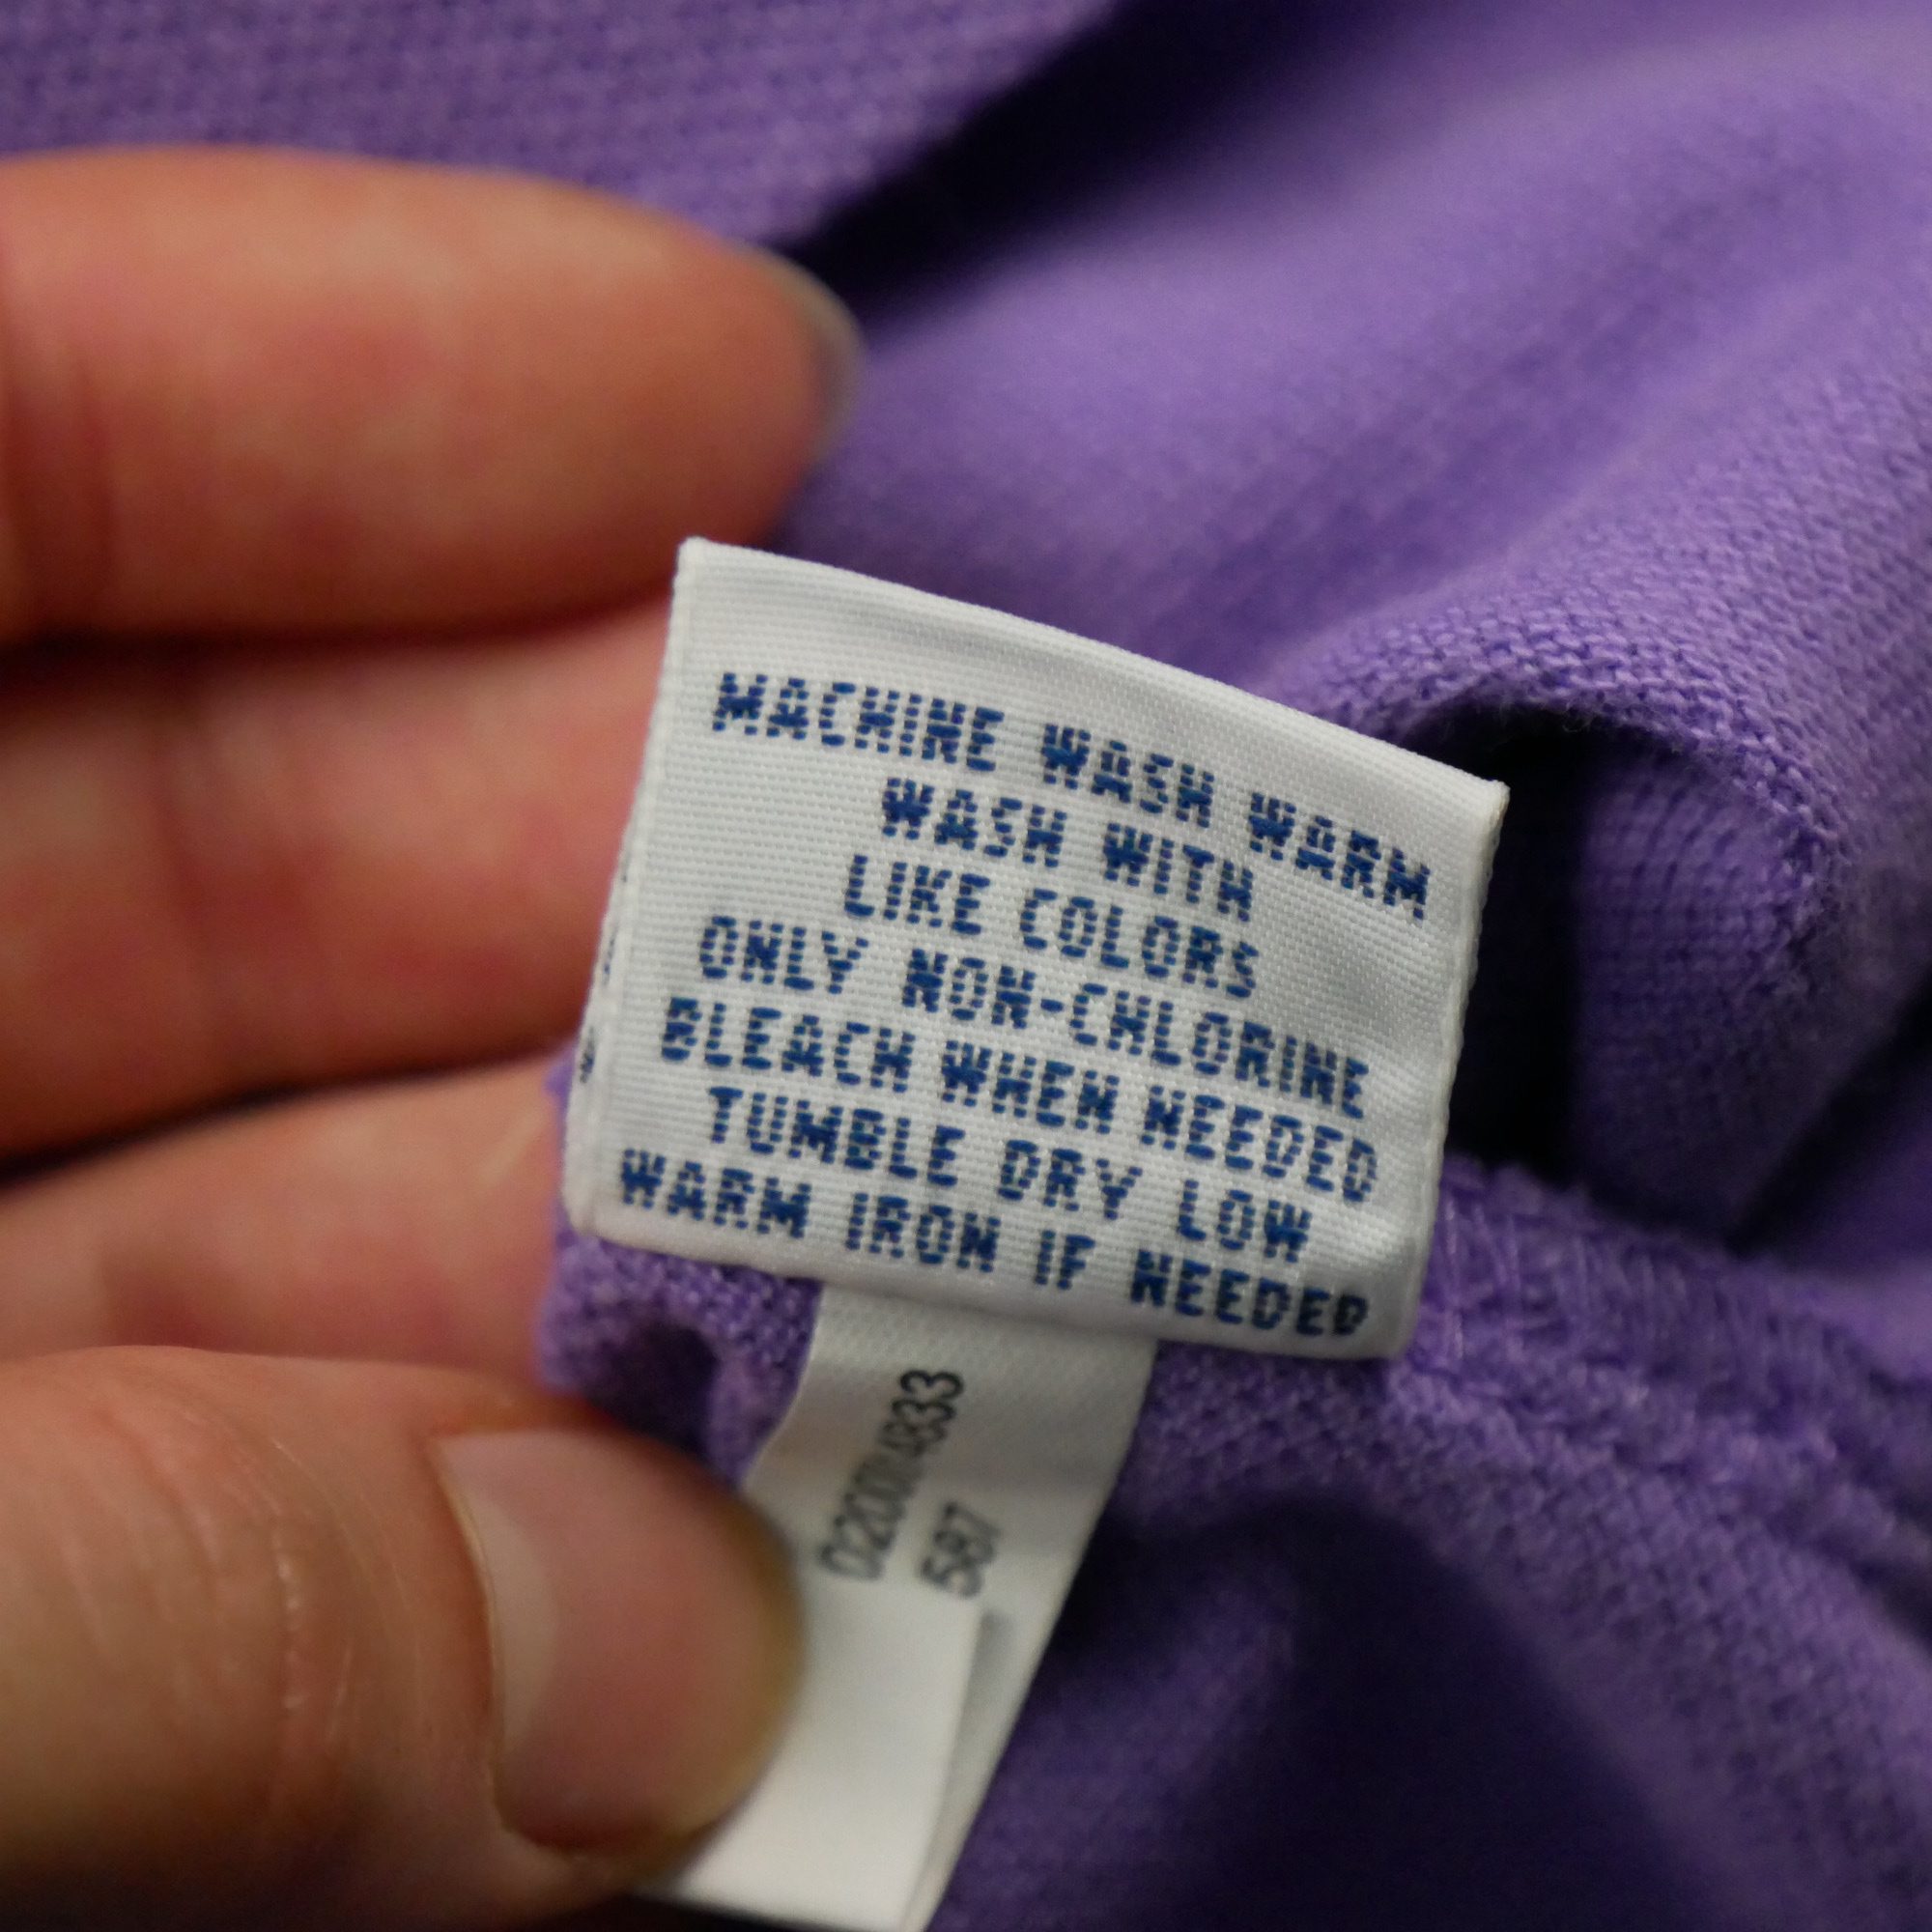 MACHINE WASH WARM
WASH WITH
LIKE COLORS
ONLY NON-CHLORINE
BLEACH WHEN NEEDED
TUMBLE DRY LOW
WARM IRON IF NEEDED
587